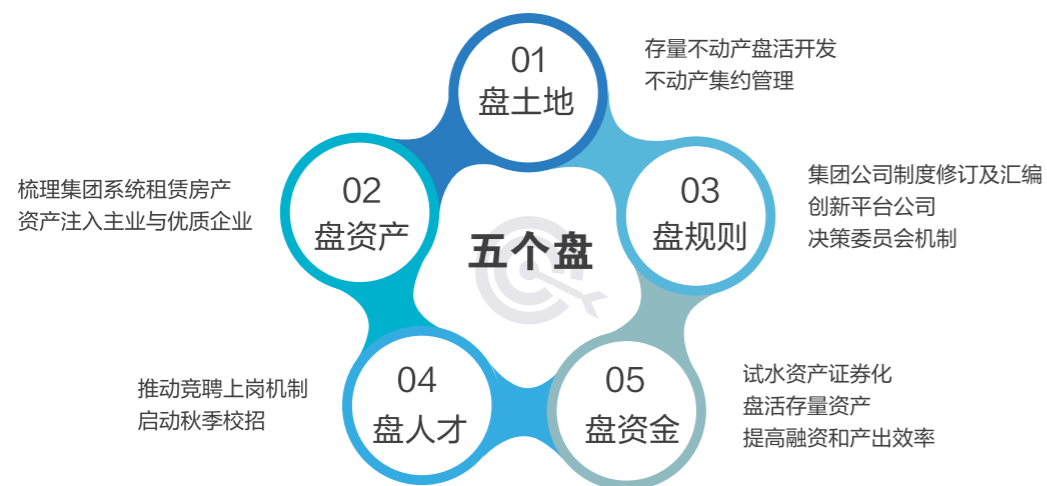 01
盘土地
存量不动产盘活开发
不动产集约管理
02
盘资产
梳理集团系统租赁房产
资产注入主业与优质企业
03
盘规则
集团公司制度修订及汇编
创新平台公司
决策委员会机制
五个盘
04
盘人才
推动竞聘上岗机制
启动秋季校招
05
盘资金
试水资产证券化
盘活存量资产
提高融资和产出效率